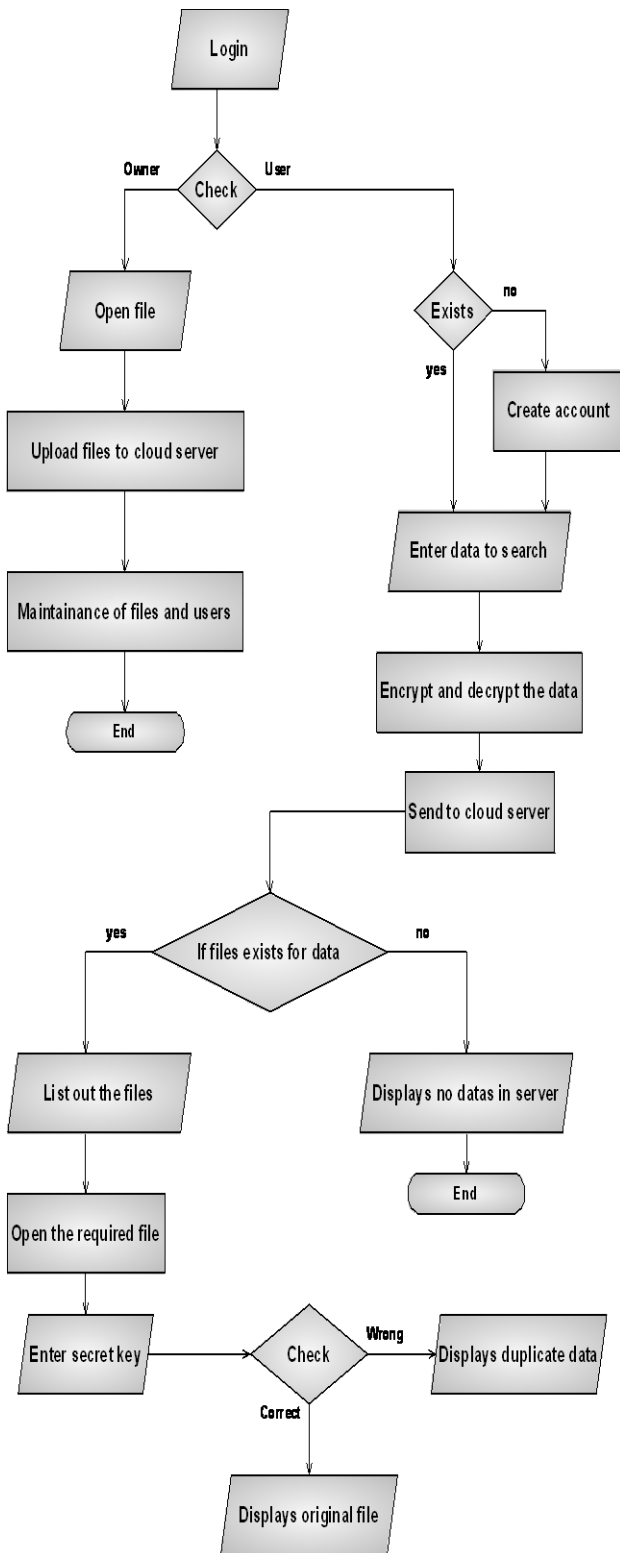 Login
Owner
User
Check
Open file
Exists
no
yes
Create account
Upload files to cloud server
Enter data to search
Maintainance of files and users
Encrypt and decrypt the data
End
Send to cloud server
yes
If files exists for data
no
List out the files
Displays no datas in server
End
Open the required file
Enter secret key
Check
Wrong
Displays duplicate data
Correct
Displays original file